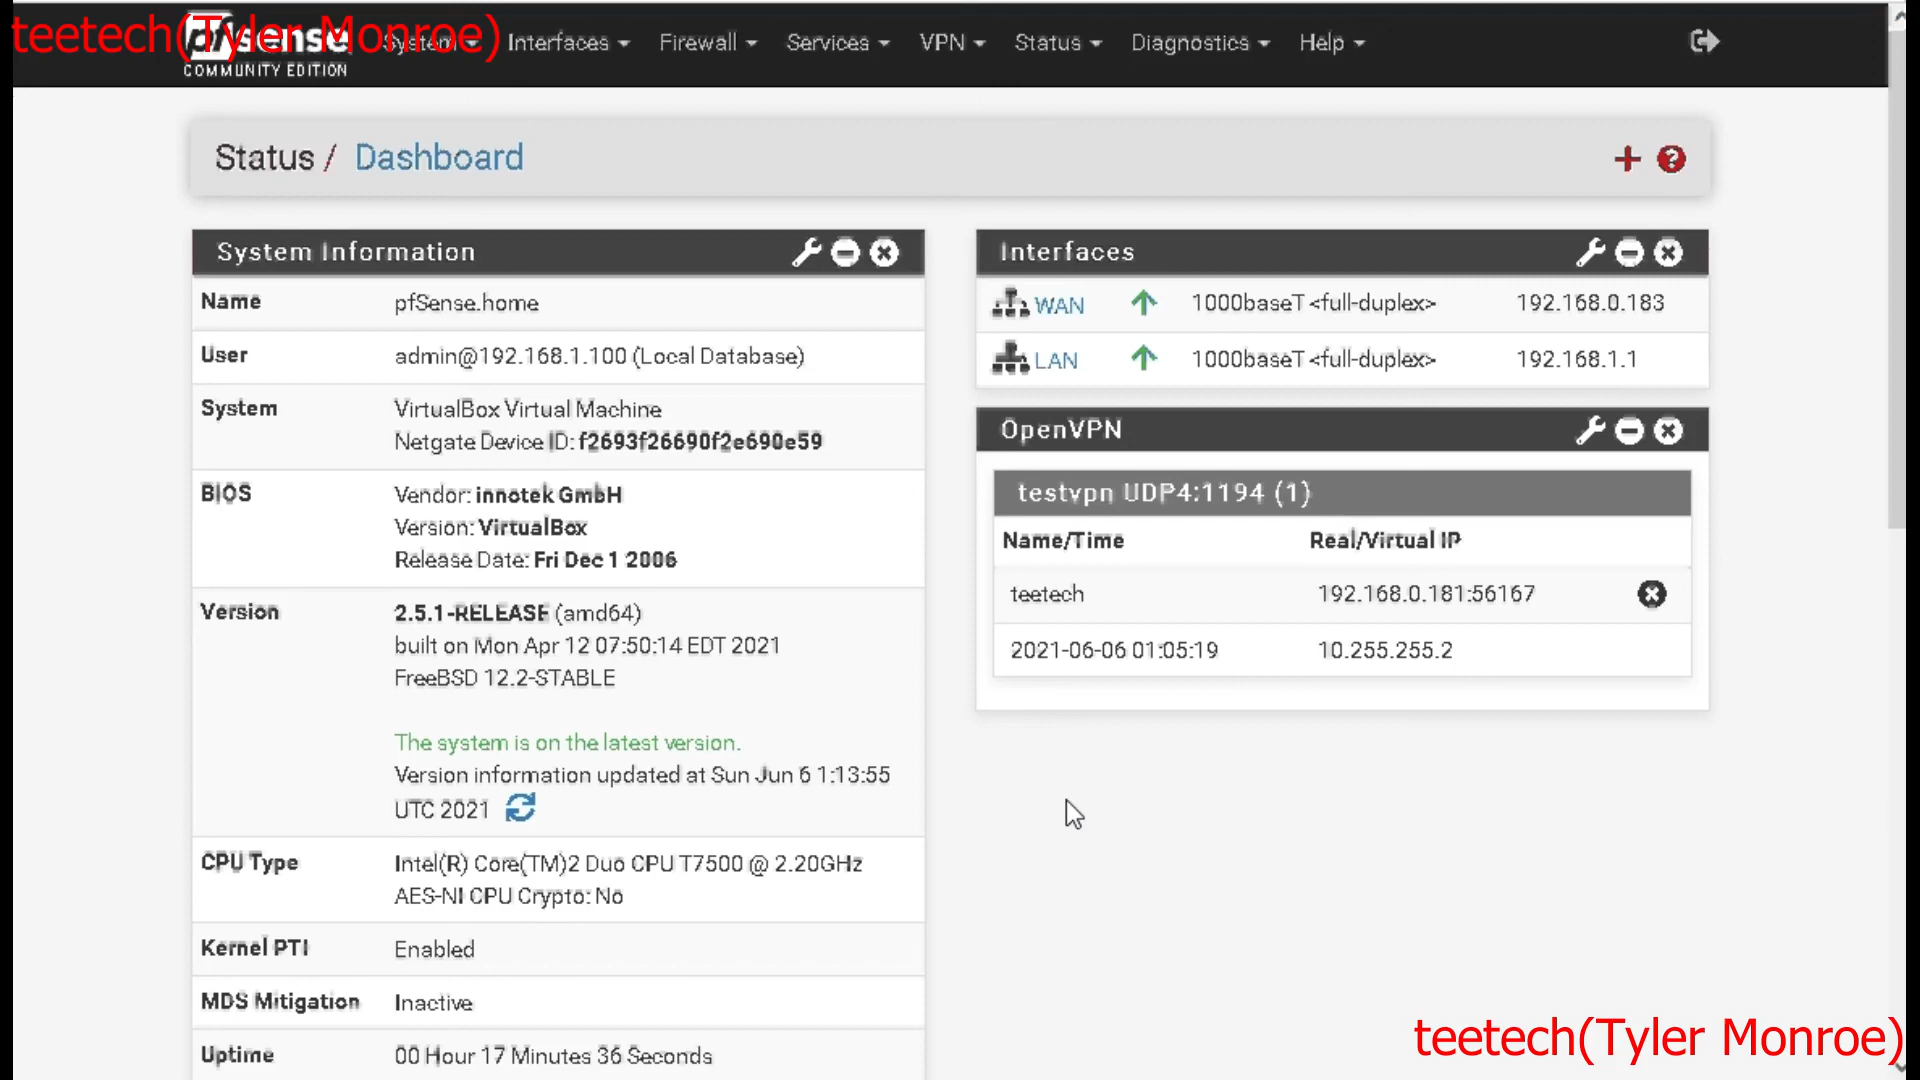 teetech(Tyler Monroe)
pfsense System Interfaces Firewall Services VPN Status Diagnostics Help
COMMUNITY EDITION
Status / Dashboard
System Information
Name pfSense.home
User admin@192.168.1.100 (Local Database)
System VirtualBox Virtual Machine
Netgate Device ID: f2693f26690f2e690e59
BIOS Vendor: innotek GmbH
Version: VirtualBox
Release Date: Fri Dec 1 2006
Version 2.5.1-RELEASE (amd64)
built on Mon Apr 12 07:50:14 EDT 2021
FreeBSD 12.2-STABLE
The system is on the latest version.
Version information updated at Sun Jun 6 1:13:55
UTC 2021
CPU Type Intel(R) Core(TM)2 Duo CPU T7500 @ 2.20GHz
AES-NI CPU Crypto: No
Kernel PTI Enabled
MDS Mitigation Inactive
Uptime 00 Hour 17 Minutes 36 Seconds
Interfaces
WAN 1000baseT <full-duplex> 192.168.0.183
LAN 1000baseT <full-duplex> 192.168.1.1
OpenVPN
testvpn UDP4:1194 (1)
Name/Time Real/Virtual IP
teetech 192.168.0.181:56167
2021-06-06 01:05:19 10.255.255.2
teetech(Tyler Monroe)